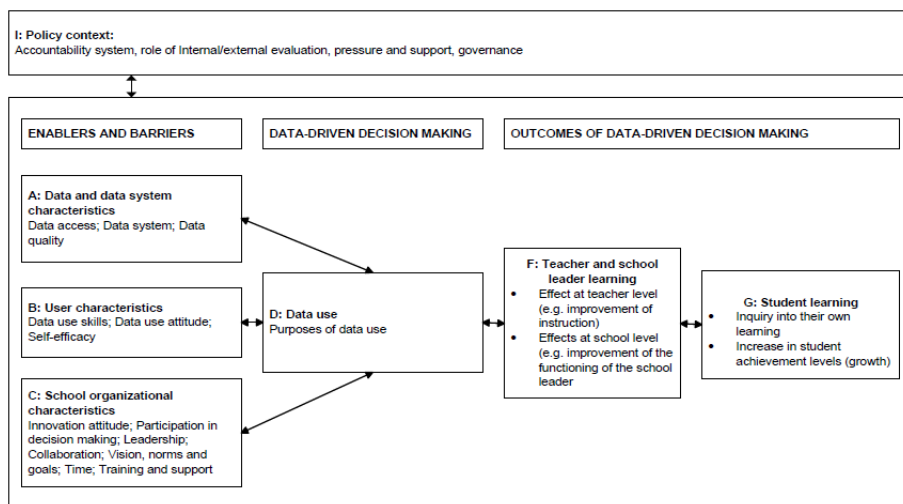 I: Policy context:
Accountability system, role of Internal/external evaluation, pressure and support, governance
ENABLERS AND BARRIERS
DATA-DRIVEN DECISION MAKING
OUTCOMES OF DATA-DRIVEN DECISION MAKING
A: Data and data system
characteristics
Data access; Data system; Data
quality
B: User characteristics
Data use skills; Data use attitude;
Self-efficacy
C: School organizational
characteristics
Innovation attitude; Participation in
decision making; Leadership;
Collaboration; Vision, norms and
goals; Time; Training and support
D: Data use
Purposes of data use
F: Teacher and school
leader learning
• Effect at teacher level
(e.g. improvement of
instruction)
• Effects at school level
(e.g. improvement of the
functioning of the school
leader
G: Student learning
• Inquiry into their own
learning
• Increase in student
achievement levels (growth)